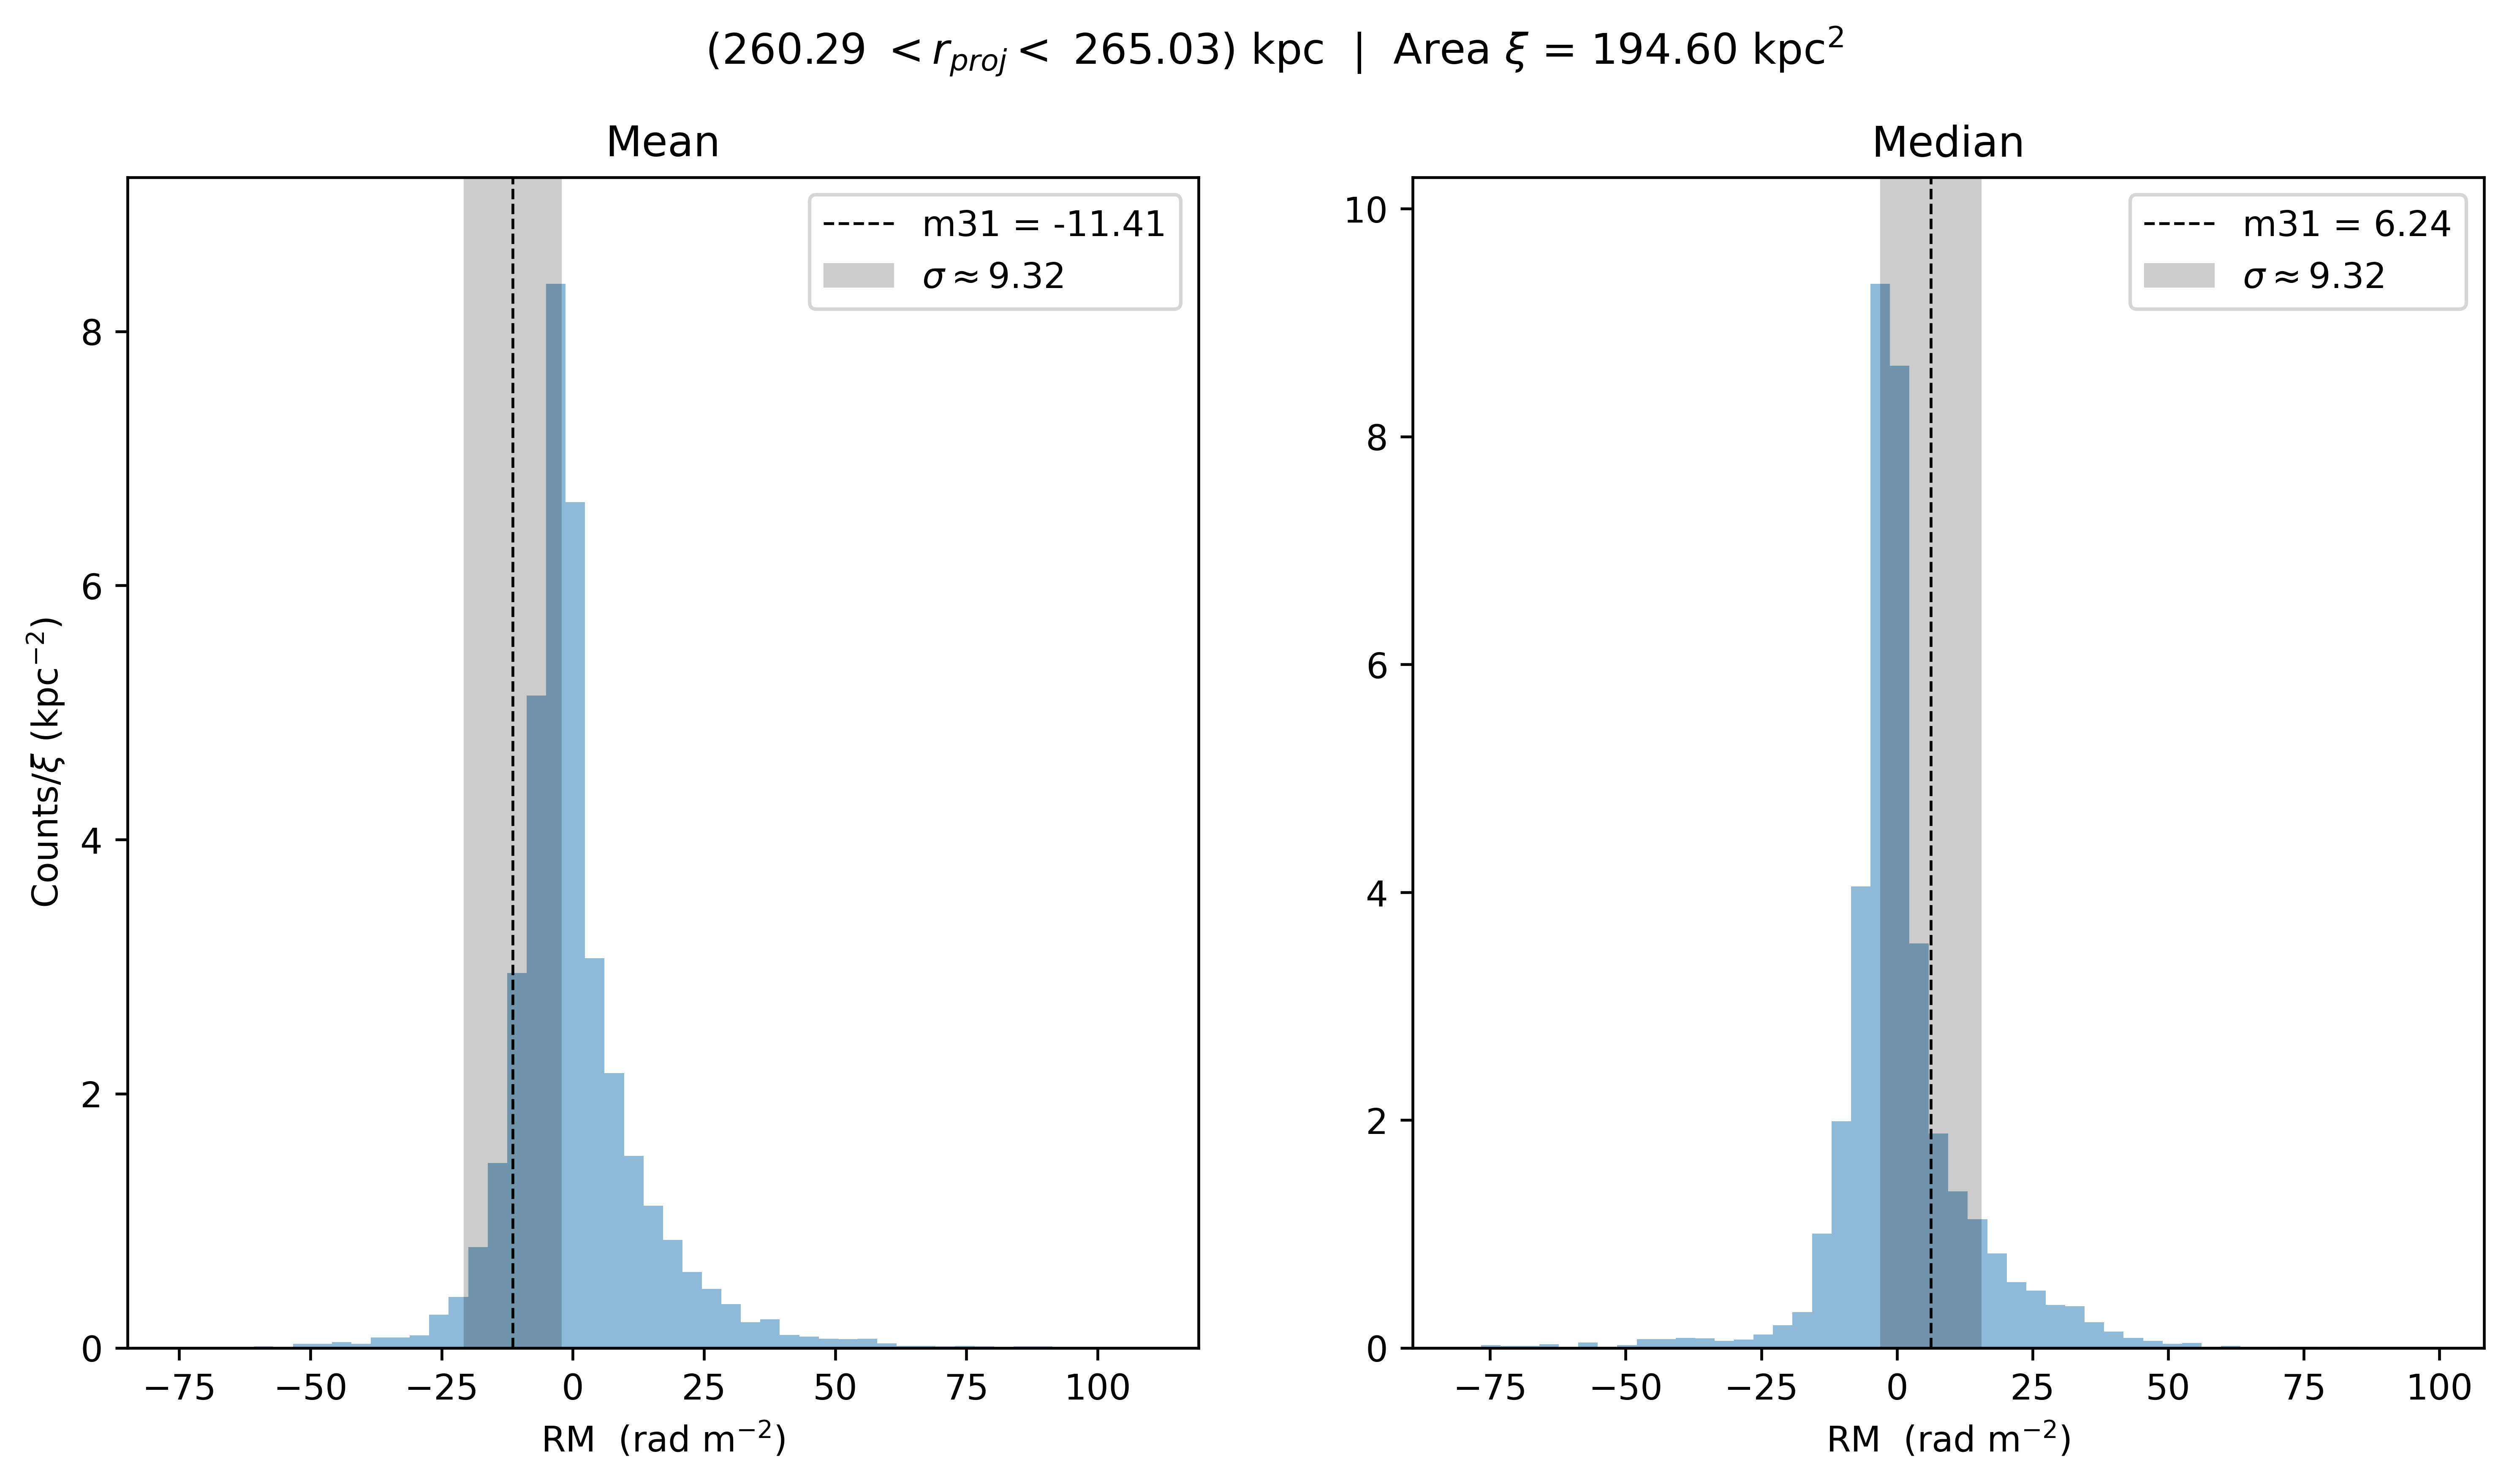 (260.29 < r_proj < 265.03) kpc | Area ξ = 194.60 kpc²
Mean
m31 = -11.41
σ ≈ 9.32
Counts/ξ (kpc⁻²)
8
6
4
2
0
−75 −50 −25 0 25 50 75 100
RM (rad m⁻²)
Median
m31 = 6.24
σ ≈ 9.32
10
8
6
4
2
0
−75 −50 −25 0 25 50 75 100
RM (rad m⁻²)